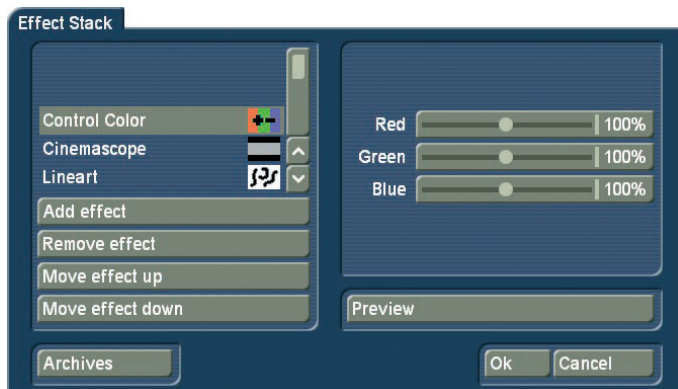 Effect Stack
Control Color
Cinemascope
Lineart
Add effect
Remove effect
Move effect up
Move effect down
Archives
Red 100%
Green 100%
Blue 100%
Preview
Ok
Cancel